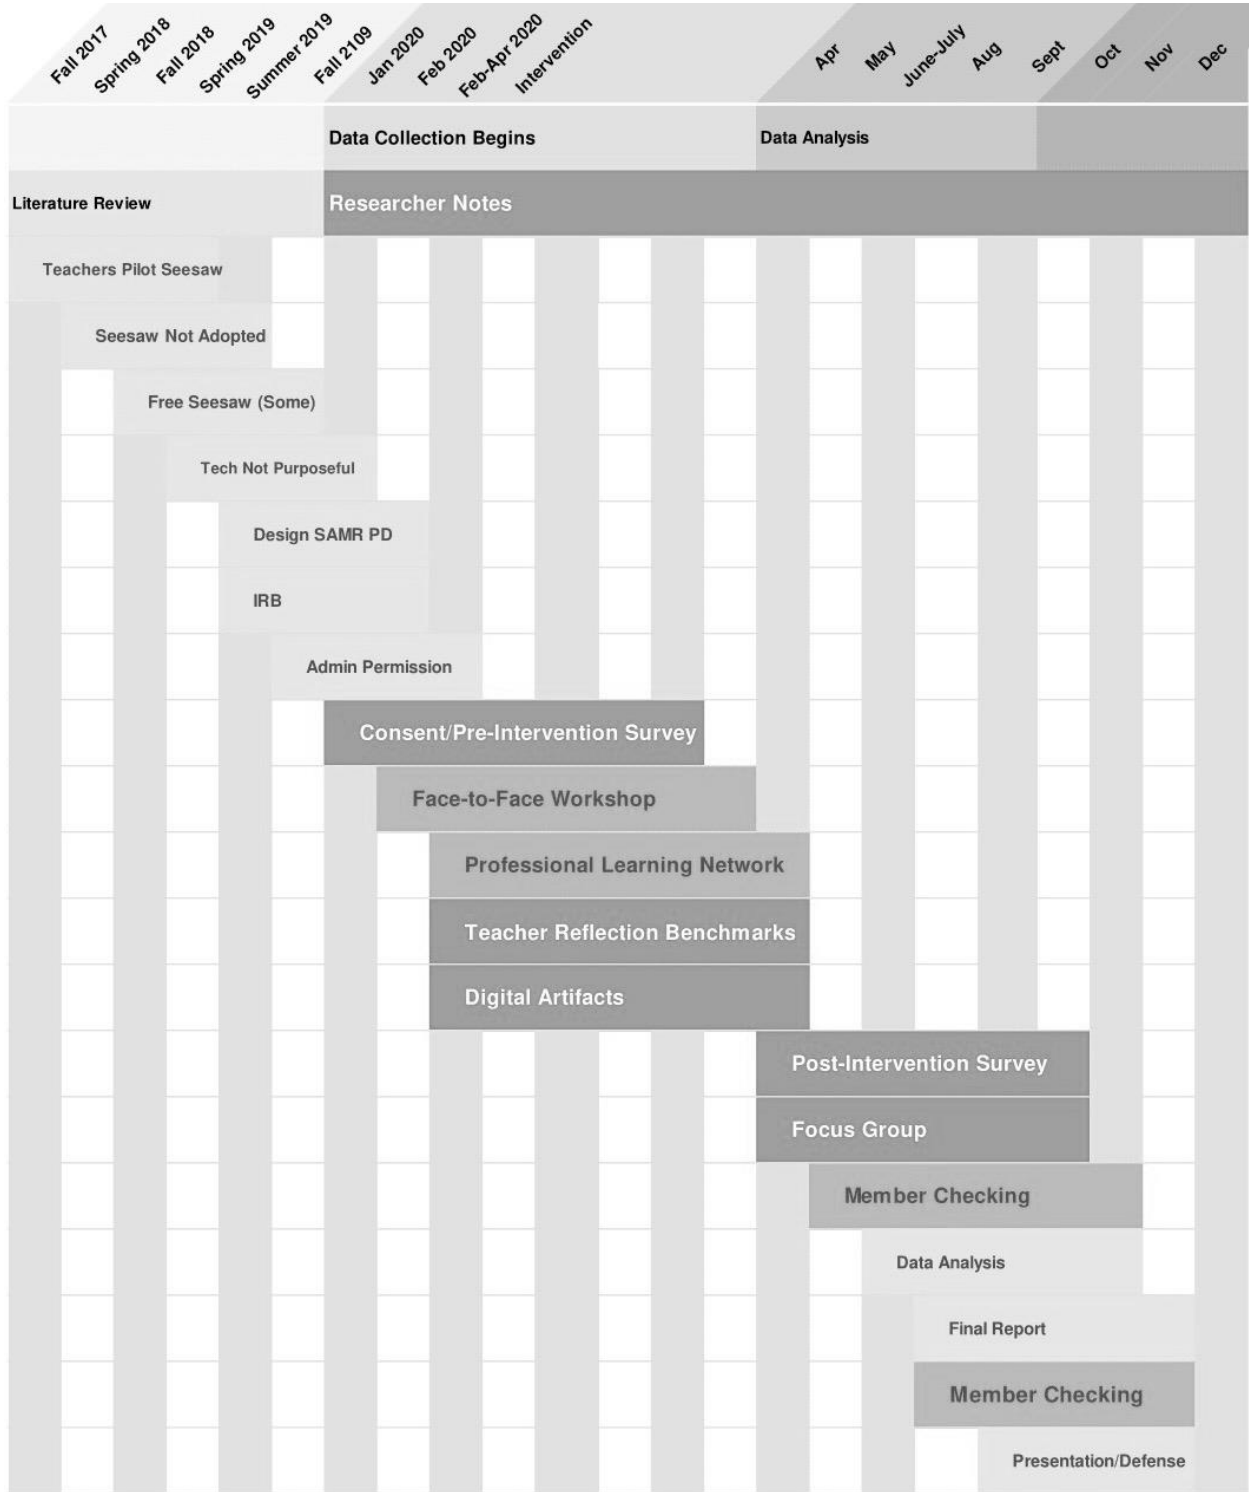 Fall 2017
Spring 2018
Fall 2018
Spring 2019
Summer 2019
Fall 2109
Jan 2020
Feb 2020
Feb-Apr 2020
Intervention
Apr
May
June-July
Aug
Sept
Oct
Nov
Dec
Data Collection Begins
Data Analysis
Literature Review
Researcher Notes
Teachers Pilot Seesaw
Seesaw Not Adopted
Free Seesaw (Some)
Tech Not Purposeful
Design SAMR PD
IRB
Admin Permission
Consent/Pre-Intervention Survey
Face-to-Face Workshop
Professional Learning Network
Teacher Reflection Benchmarks
Digital Artifacts
Post-Intervention Survey
Focus Group
Member Checking
Data Analysis
Final Report
Member Checking
Presentation/Defense